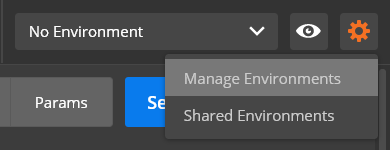 No Environment
Manage Environments
Params
Se
Shared Environments